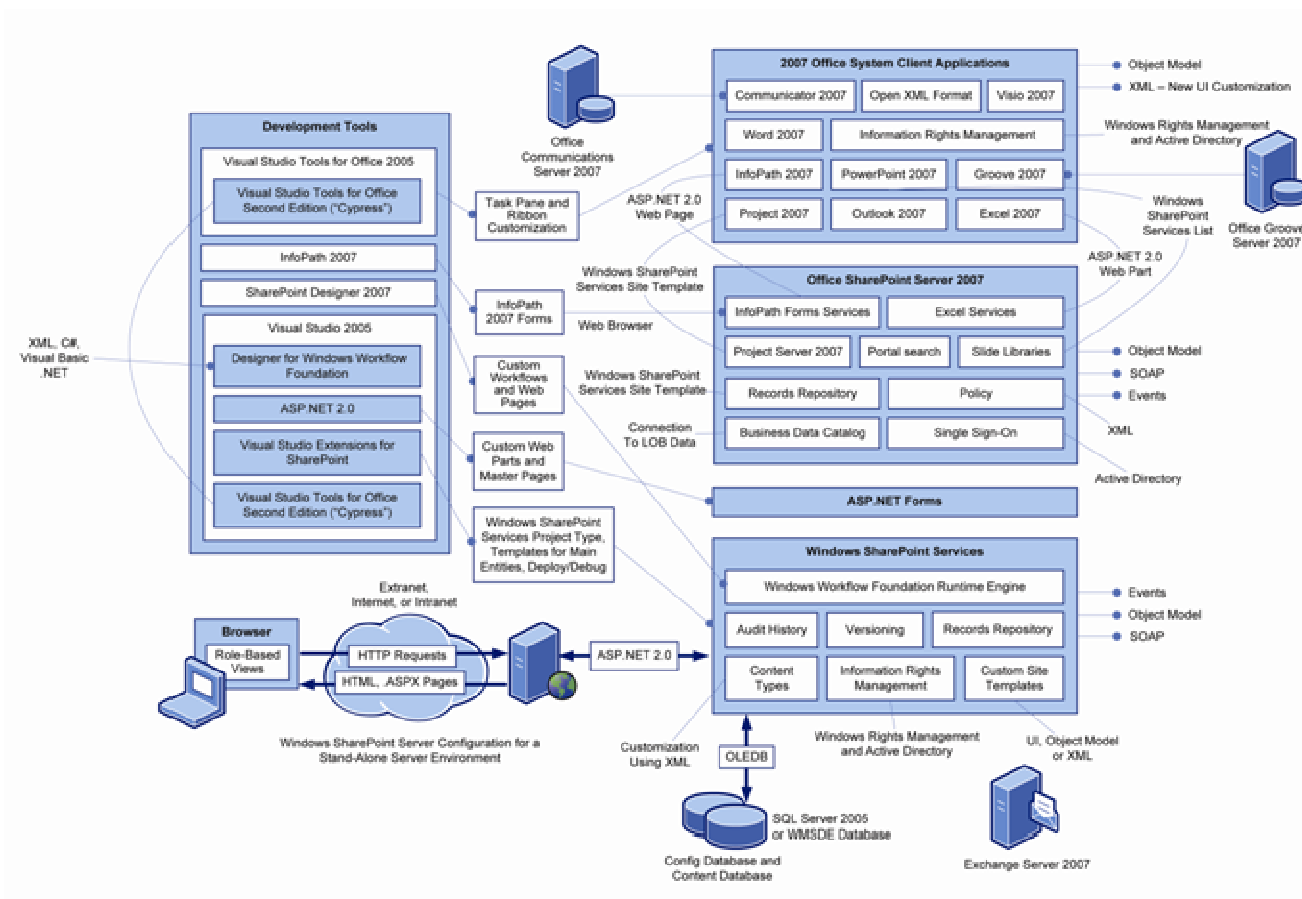 Development Tools
Visual Studio Tools for Office 2005
Visual Studio Tools for Office
Second Edition ("Cypress")
InfoPath 2007
SharePoint Designer 2007
Visual Studio 2005
Designer for Windows Workflow
Foundation
ASP.NET 2.0
Visual Studio Extensions for
SharePoint
Visual Studio Tools for Office
Second Edition ("Cypress")
XML, C#,
Visual Basic
.NET
Task Pane and
Ribbon
Customization
InfoPath
2007 Forms
Custom
Workflows
and Web
Pages
Custom Web
Parts and
Master Pages
Windows SharePoint
Services Project Type,
Templates for Main
Entities, Deploy/Debug
Office
Communications
Server 2007
2007 Office System Client Applications
Communicator 2007
Open XML Format
Visio 2007
Word 2007
Information Rights Management
InfoPath 2007
PowerPoint 2007
Groove 2007
Project 2007
Outlook 2007
Excel 2007
Object Model
XML – New UI Customization
Windows Rights Management
and Active Directory
Office Groove
Server 2007
Windows
SharePoint
Services List
ASP.NET 2.0
Web Part
ASP.NET 2.0
Web Page
Windows SharePoint
Services Site Template
Web Browser
Windows SharePoint
Services Site Template
Connection
To LOB Data
Office SharePoint Server 2007
InfoPath Forms Services
Excel Services
Project Server 2007
Portal search
Slide Libraries
Records Repository
Policy
Business Data Catalog
Single Sign-On
Object Model
SOAP
Events
XML
Active Directory
ASP.NET Forms
Windows SharePoint Services
Windows Workflow Foundation Runtime Engine
Audit History
Versioning
Records Repository
Content
Types
Information Rights
Management
Custom Site
Templates
Events
Object Model
SOAP
Extranet,
Internet, or Intranet
Browser
Role-Based
Views
HTTP Requests
HTML, .ASPX Pages
ASP.NET 2.0
Windows SharePoint Server Configuration for a
Stand-Alone Server Environment
Customization
Using XML
OLEDB
Windows Rights Management
and Active Directory
UI, Object Model
or XML
SQL Server 2005
or WMSDE Database
Config Database and
Content Database
Exchange Server 2007